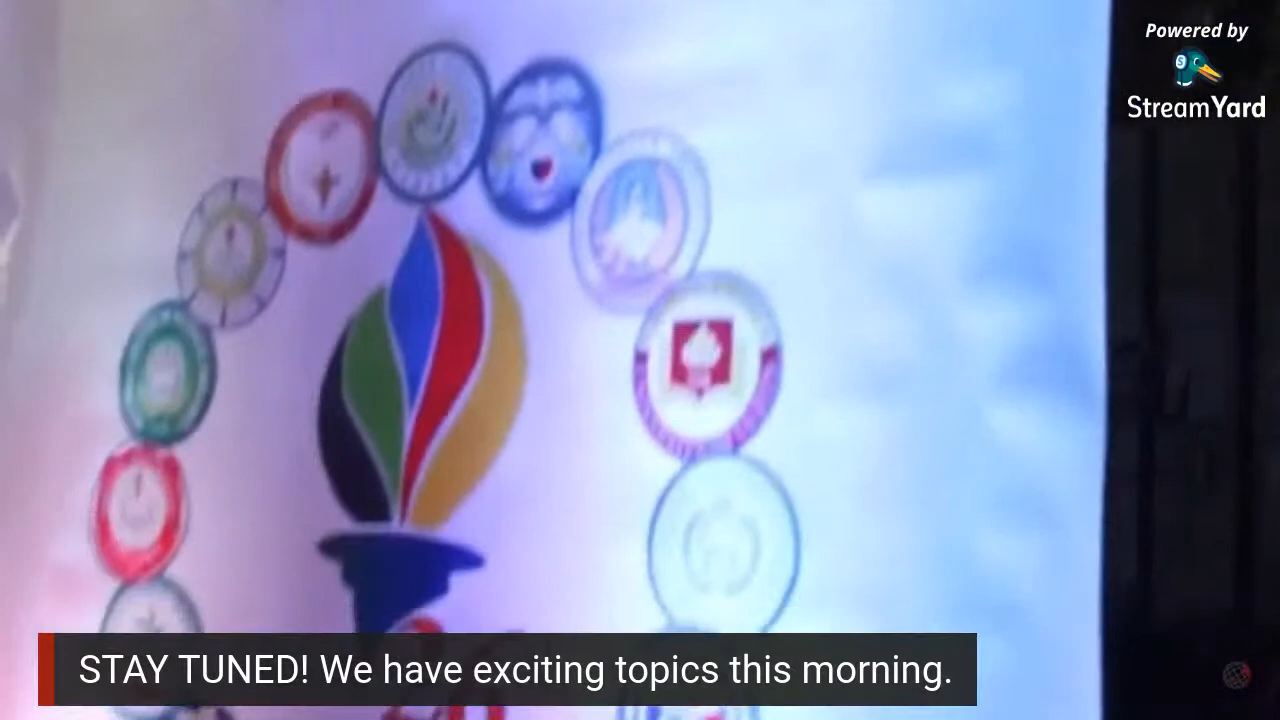 Powered by
StreamYard
STAY TUNED! We have exciting topics this morning.